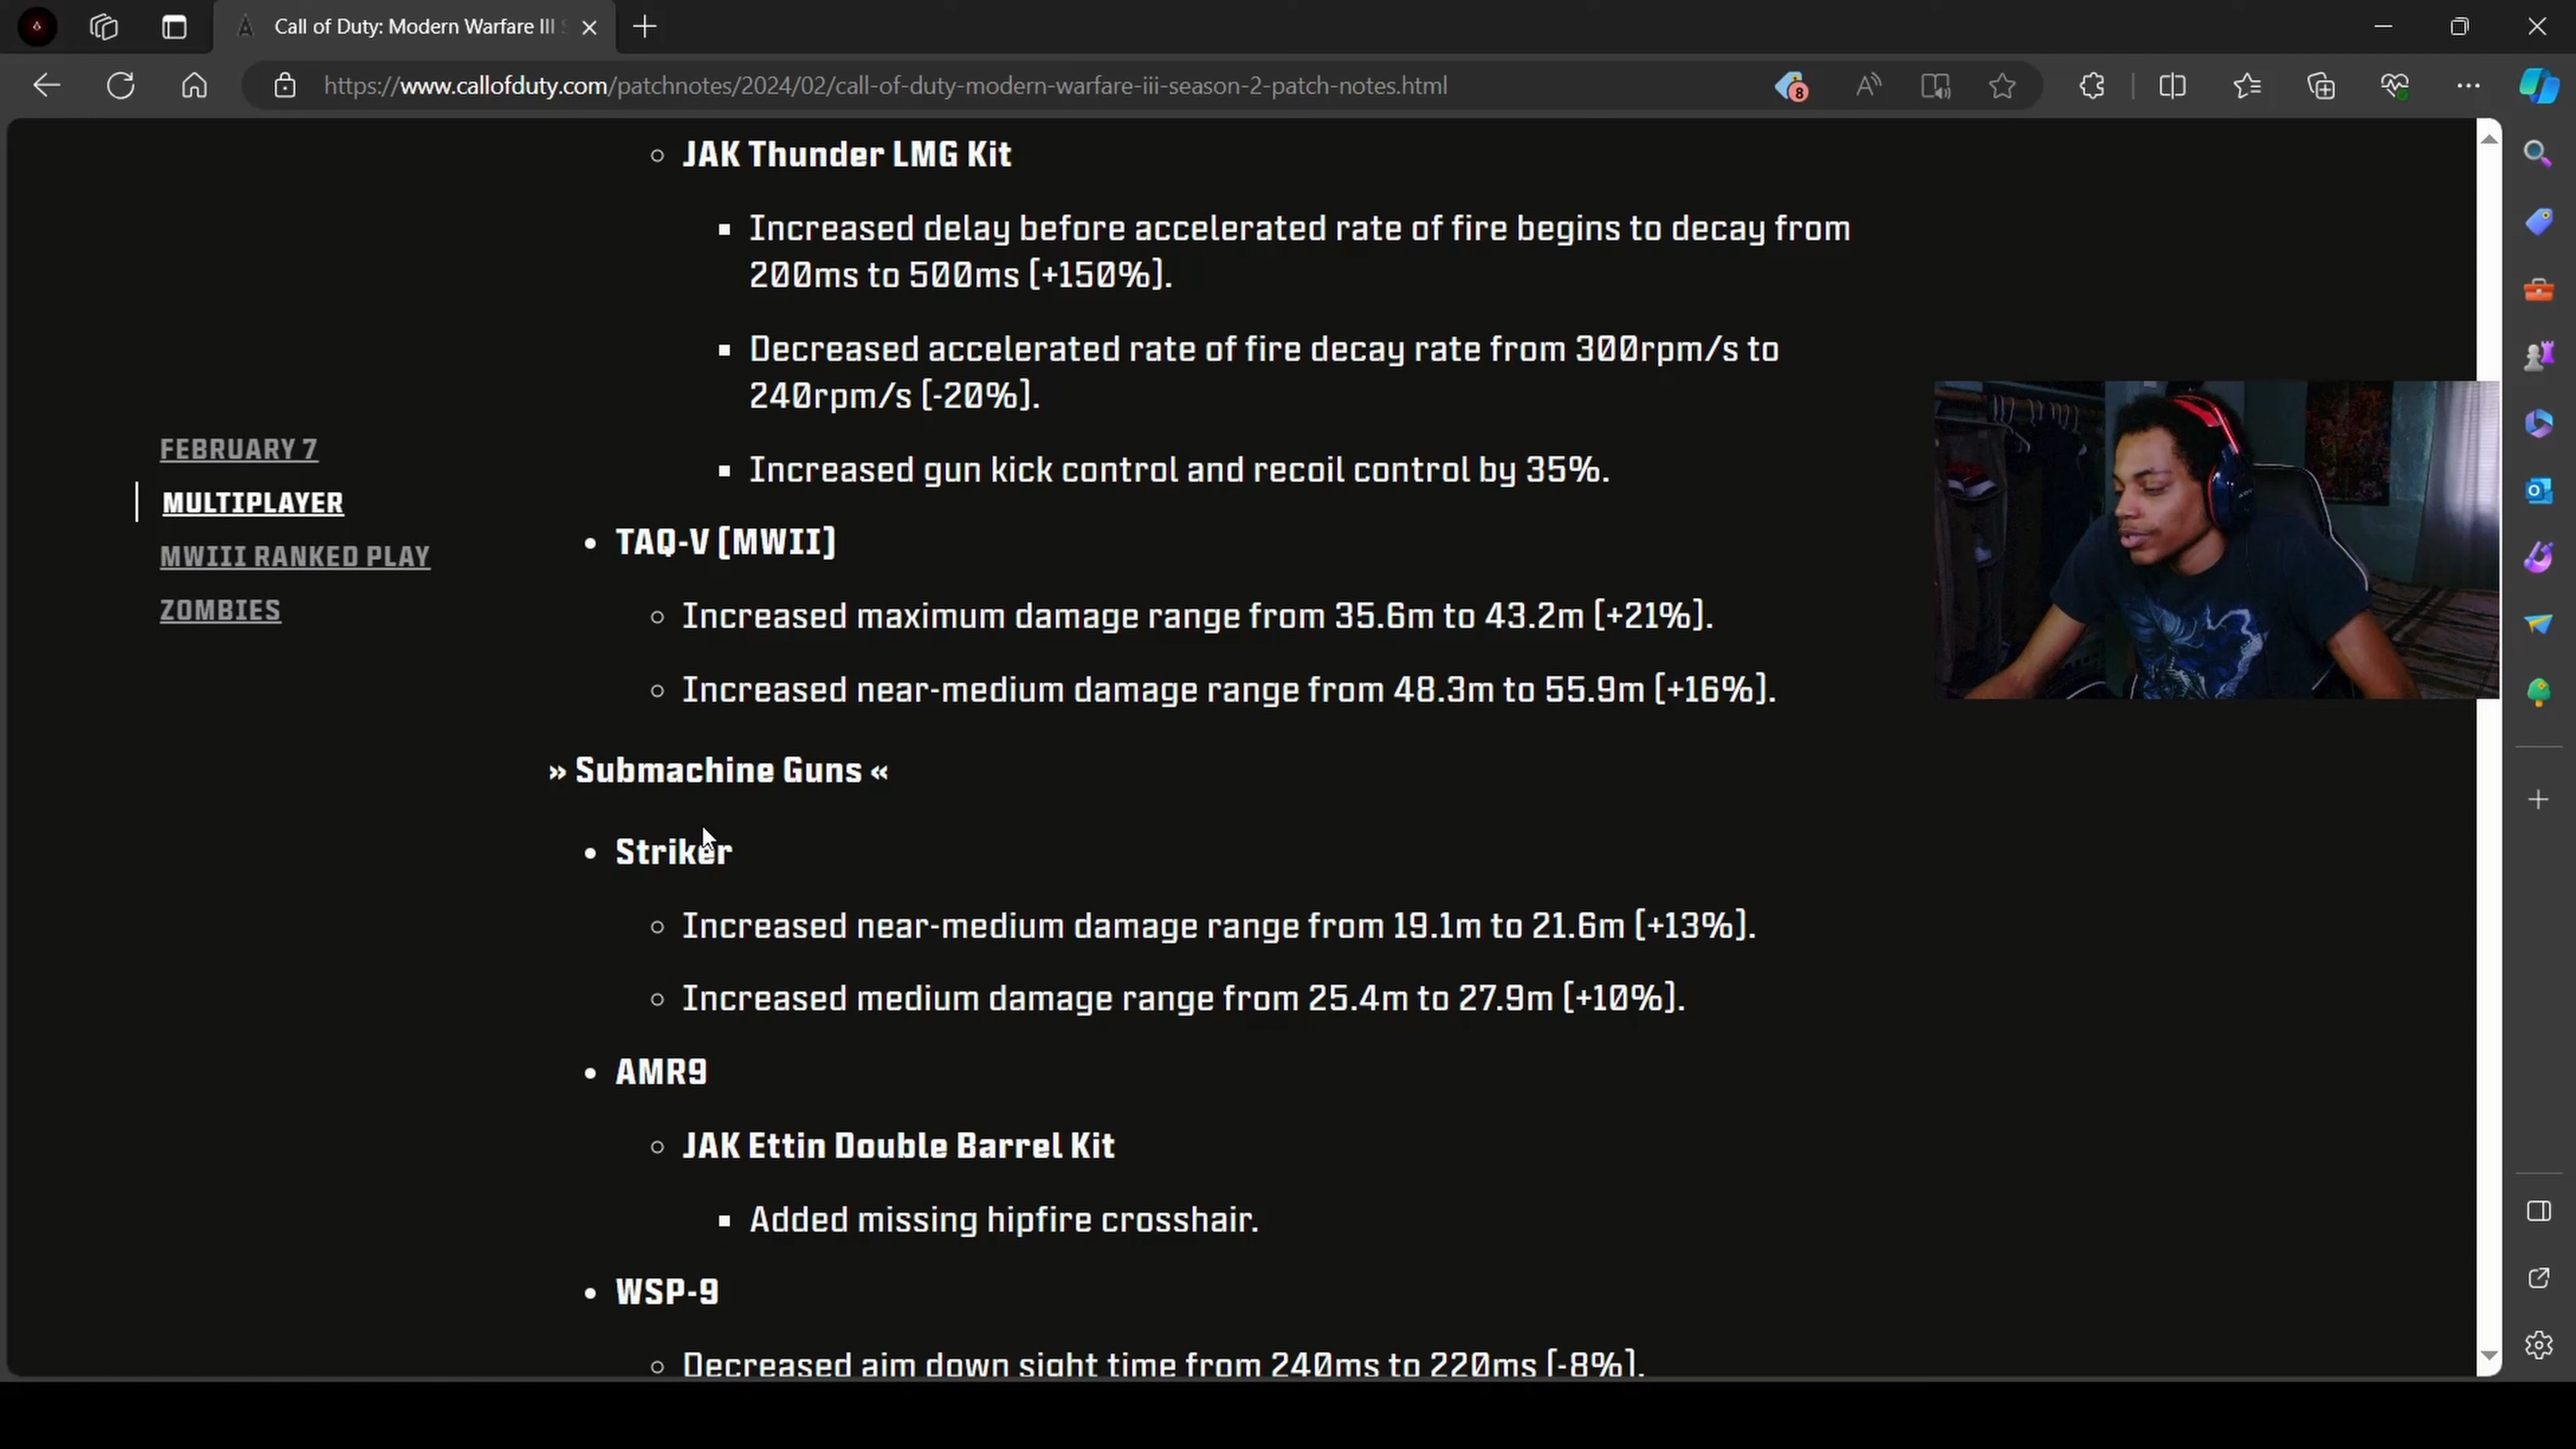 Call of Duty: Modern Warfare III
https://www.callofduty.com/patchnotes/2024/02/call-of-duty-modern-warfare-iii-season-2-patch-notes.html
8
JAK Thunder LMG Kit
Increased delay before accelerated rate of fire begins to decay from
200ms to 500ms [+150%].
Decreased accelerated rate of fire decay rate from 300rpm/s to
240rpm/s [-20%].
Increased gun kick control and recoil control by 35%.
FEBRUARY 7
MULTIPLAYER
MWIII RANKED PLAY
ZOMBIES
TAQ-V [MWII]
Increased maximum damage range from 35.6m to 43.2m [+21%].
Increased near-medium damage range from 48.3m to 55.9m [+16%].
» Submachine Guns «
Striker
Increased near-medium damage range from 19.1m to 21.6m [+13%].
Increased medium damage range from 25.4m to 27.9m [+10%].
AMR9
JAK Ettin Double Barrel Kit
Added missing hipfire crosshair.
WSP-9
Decreased aim down sight time from 240ms to 220ms [-8%].